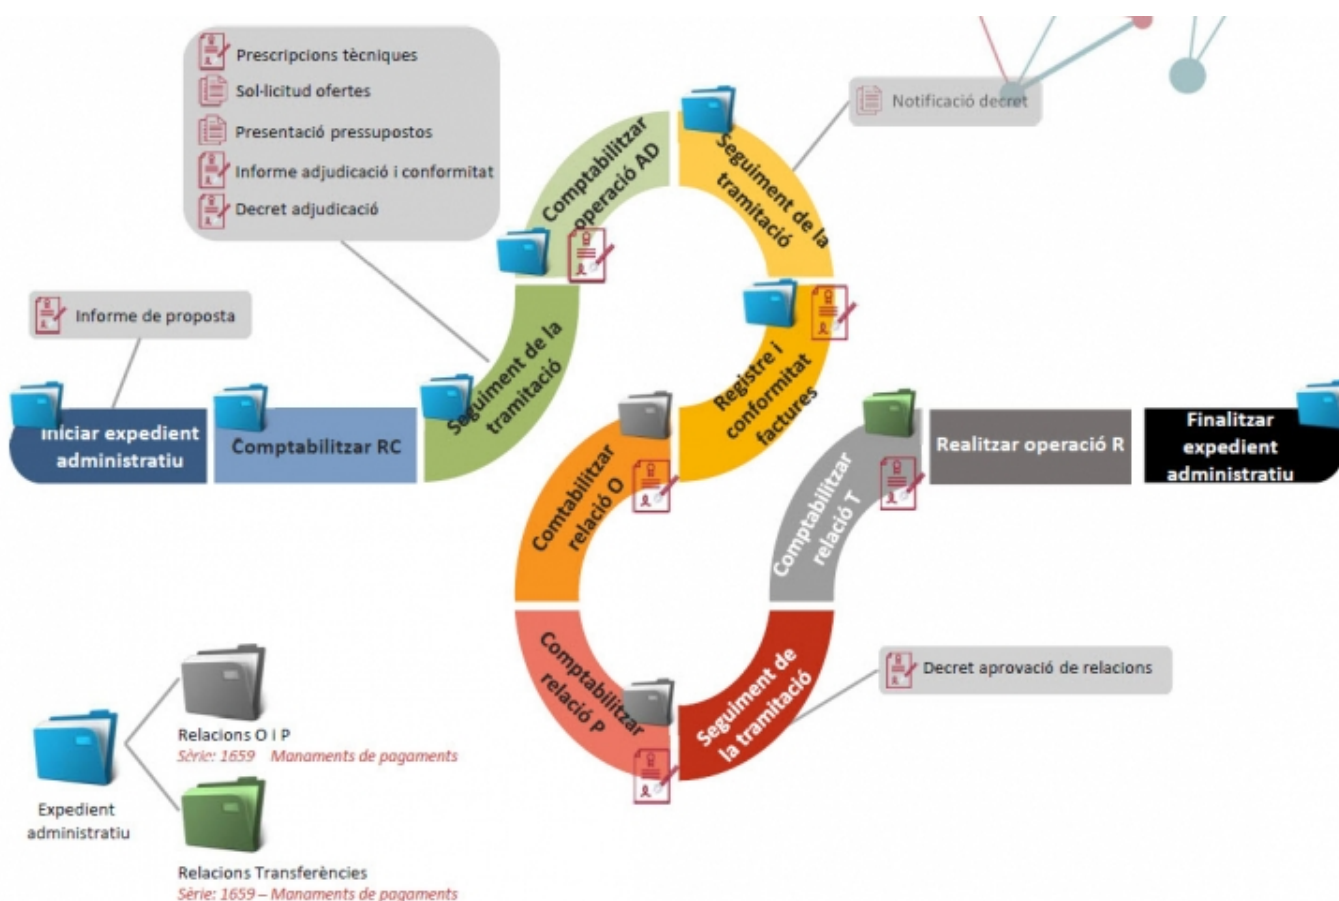 Prescripcions tècniques
Sol·licitud ofertes
Presentació pressupostos
Informe adjudicació i conformitat
Decret adjudicació
Notificació decret
Informe de proposta
Iniciar expedient
administratiu
Comptabilitzar RC
Seguiment de la
tramitació
Comptabilitzar
operació AD
Seguiment de la
tramitació
Registre i
conformitat
factures
Comtabilitzar
relació O
Comptabilitzar
relació P
Seguiment de
la tramitació
Comptabilitzar
relació T
Realitzar operació R
Finalitzar
expedient
administratiu
Decret aprovació de relacions
Expedient
administratiu
Relacions O I P
Sèrie: 1659 Manaments de pagaments
Relacions Transferències
Sèrie: 1659 – Manaments de pagaments